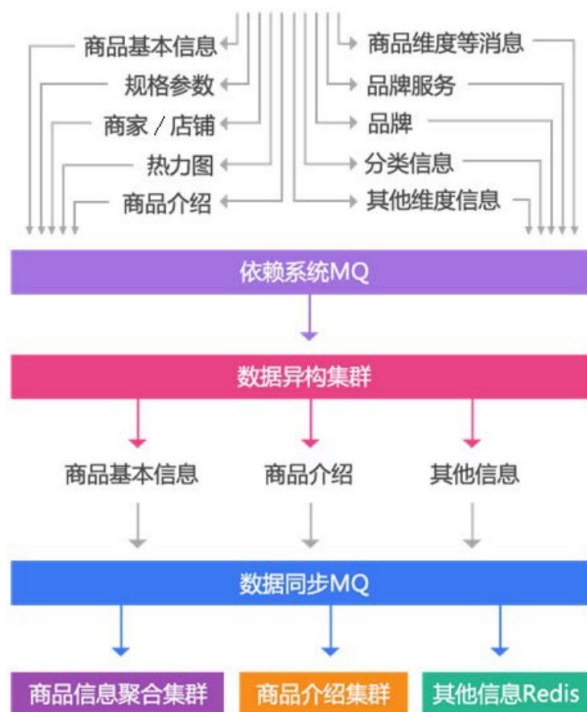 商品基本信息
商品维度等消息
规格参数
品牌服务
商家/店铺
品牌
热力图
分类信息
商品介绍
其他维度信息
依赖系统MQ
数据异构集群
商品基本信息
商品介绍
其他信息
数据同步MQ
商品信息聚合集群
商品介绍集群
其他信息Redis